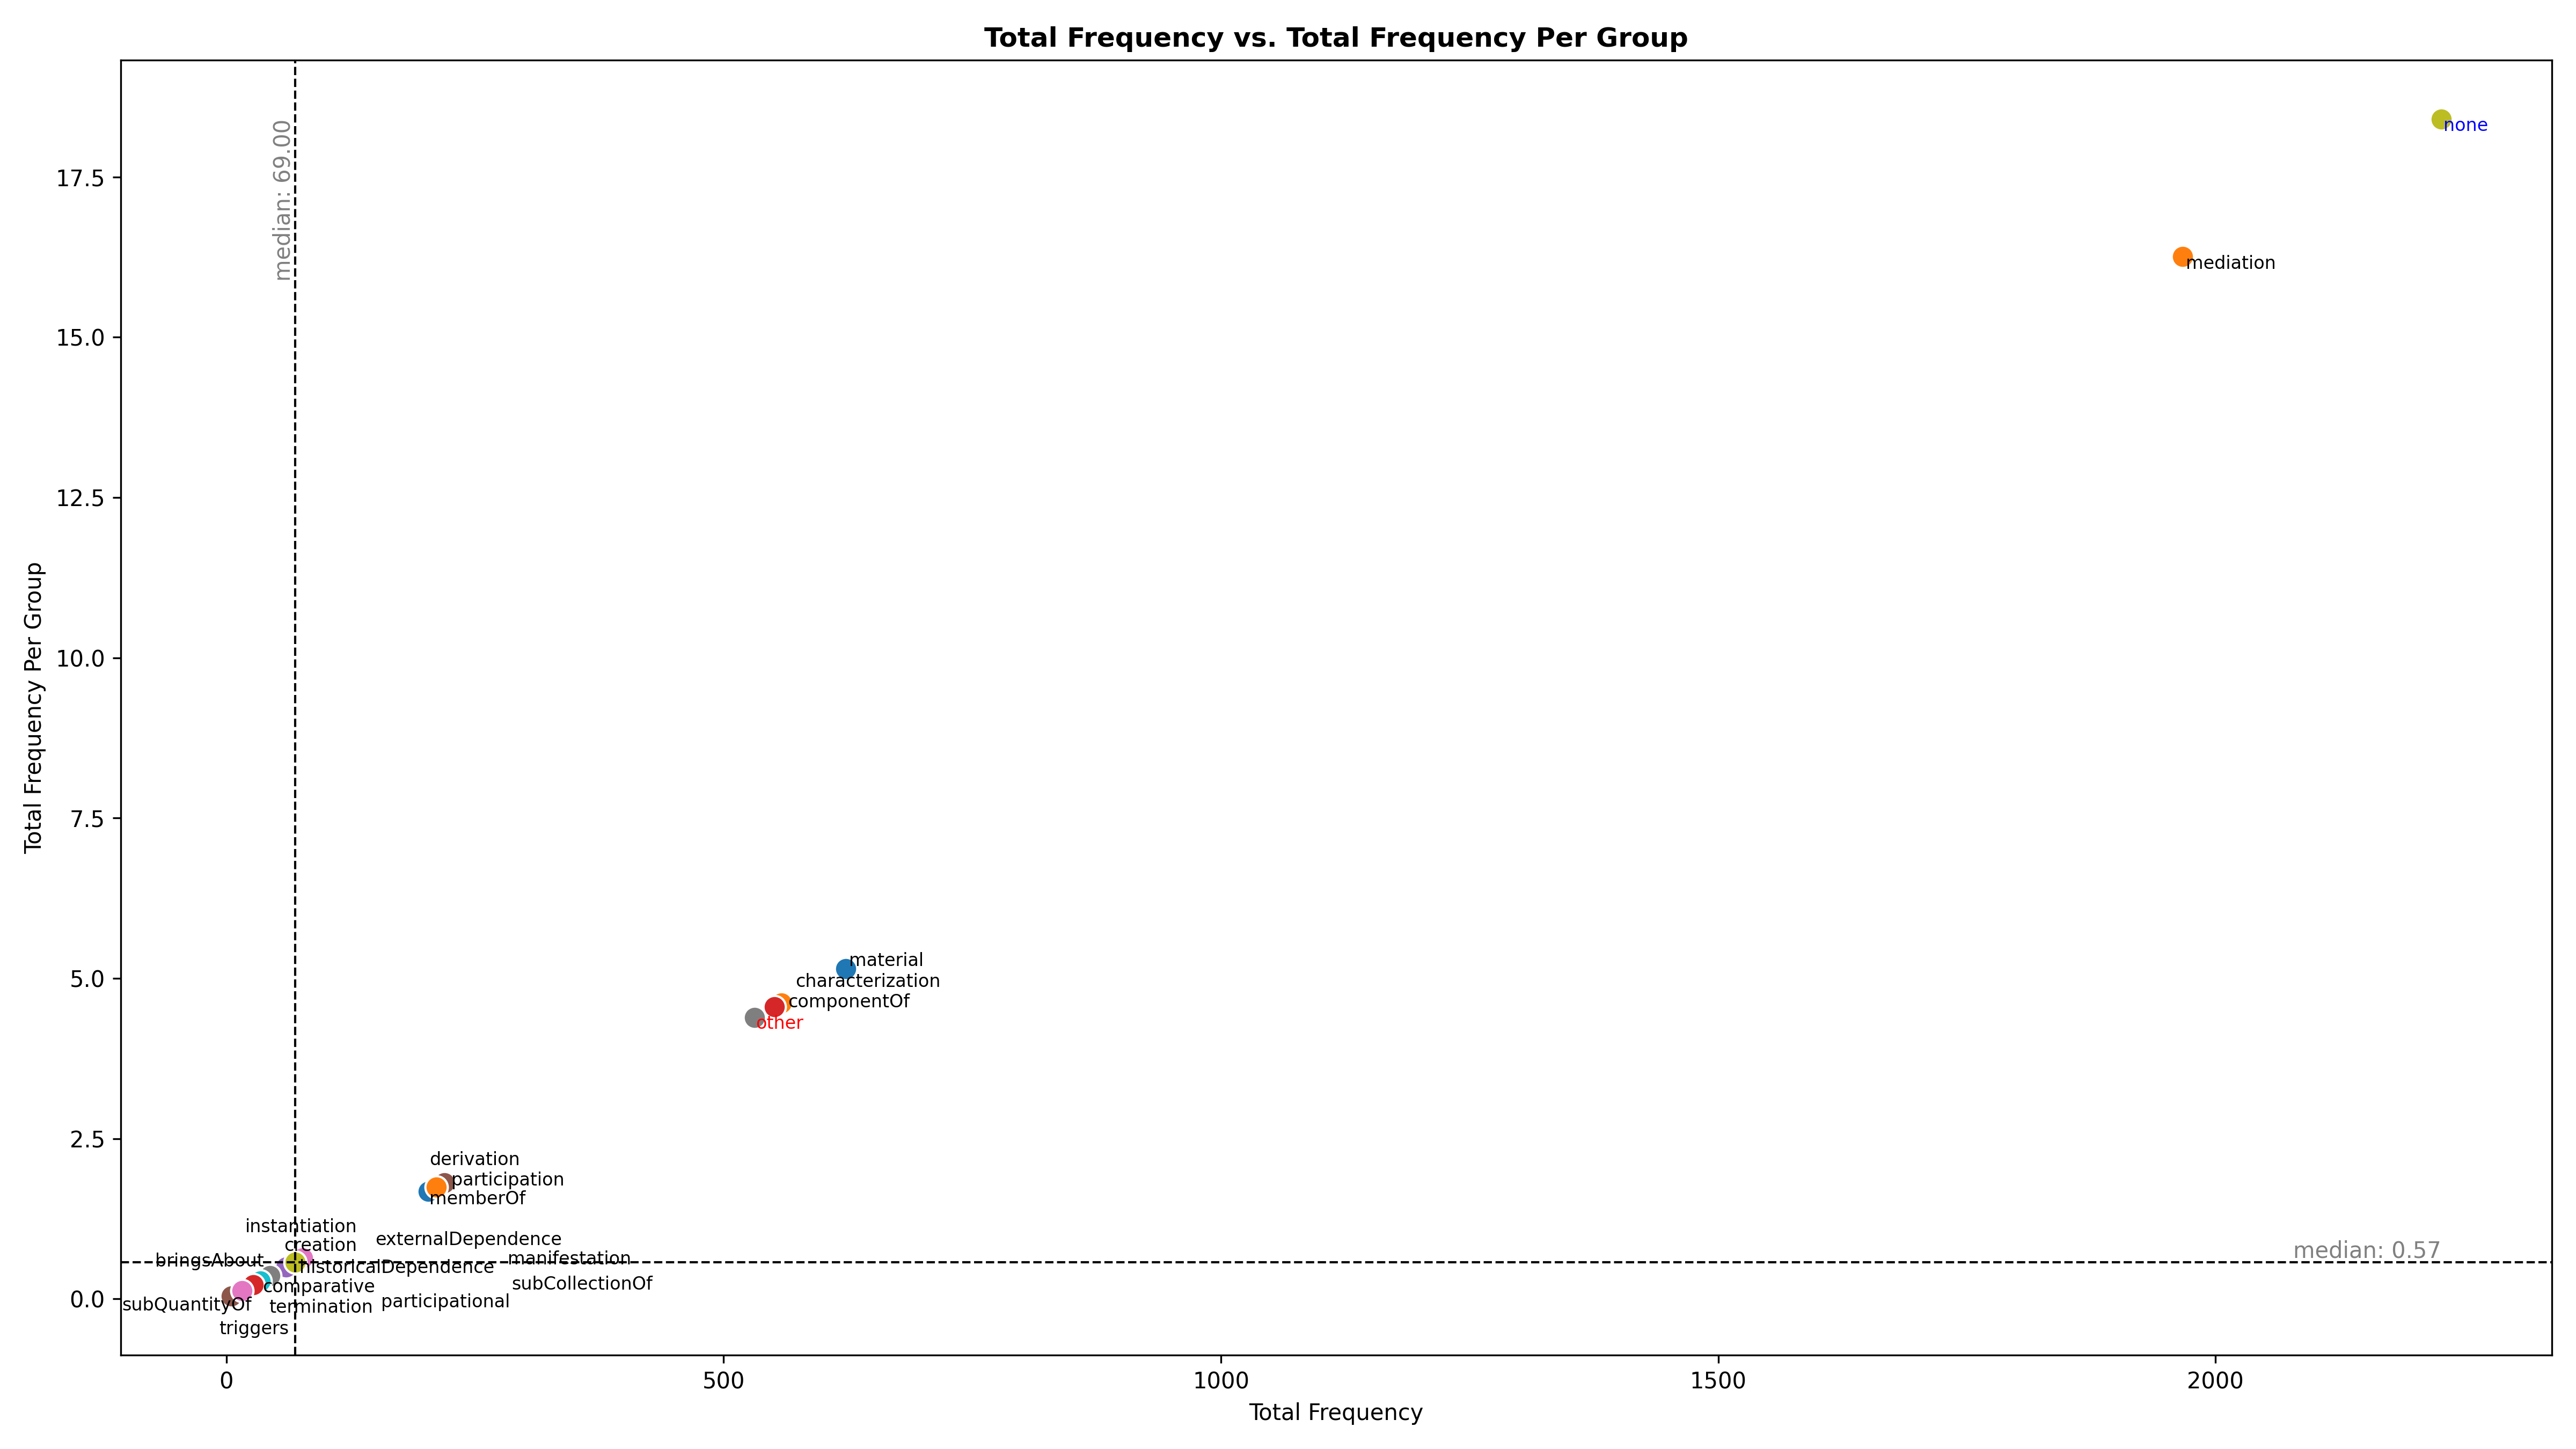 Total Frequency vs. Total Frequency Per Group
Total Frequency Per Group
17.5
15.0
12.5
10.0
7.5
5.0
2.5
0.0
median: 69.00
none
mediation
material
characterization
componentOf
other
derivation
participation
memberOf
instantiation
creation
externalDependence
bringsAbout
manifestation
median: 0.57
historicalDependence
comparative
subCollectionOf
subQuantityOf
termination
participational
triggers
0
500
1000
1500
2000
Total Frequency